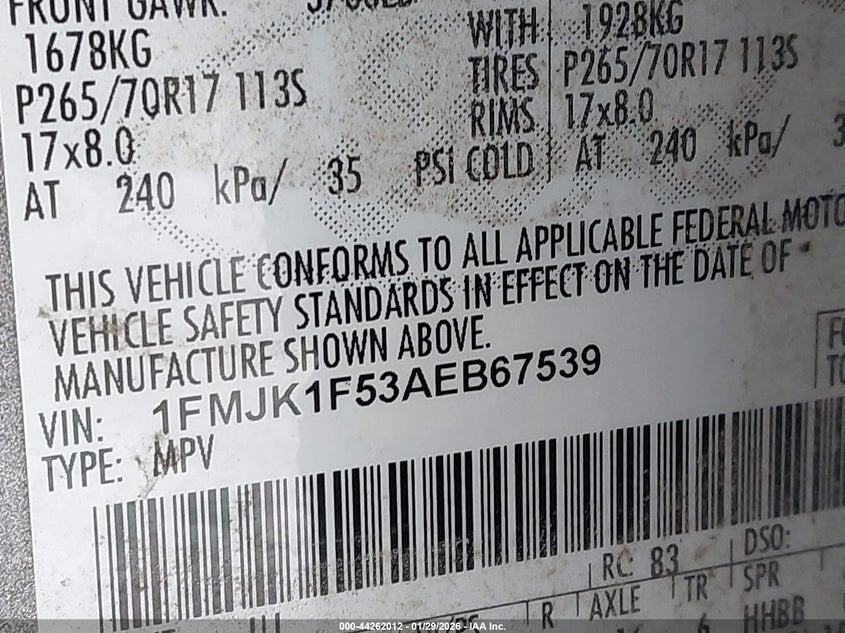 FRONT GAWR:
1678KG
P265/70R17 113S
17x8.0
AT 240 kPa/ 35 PSI COLD
WITH 1928KG
TIRES P265/70R17 113S
RIMS 17x8.0
AT 240 kPa/ 3
THIS VEHICLE CONFORMS TO ALL APPLICABLE FEDERAL MOTO
VEHICLE SAFETY STANDARDS IN EFFECT ON THE DATE OF
MANUFACTURE SHOWN ABOVE.
VIN: 1FMJK1F53AEB67539
TYPE: MPV
RC: 83 DSO:
R AXLE TR SPR
6 HHBB
000-44262012 - 01/29/2026 - IAA Inc.